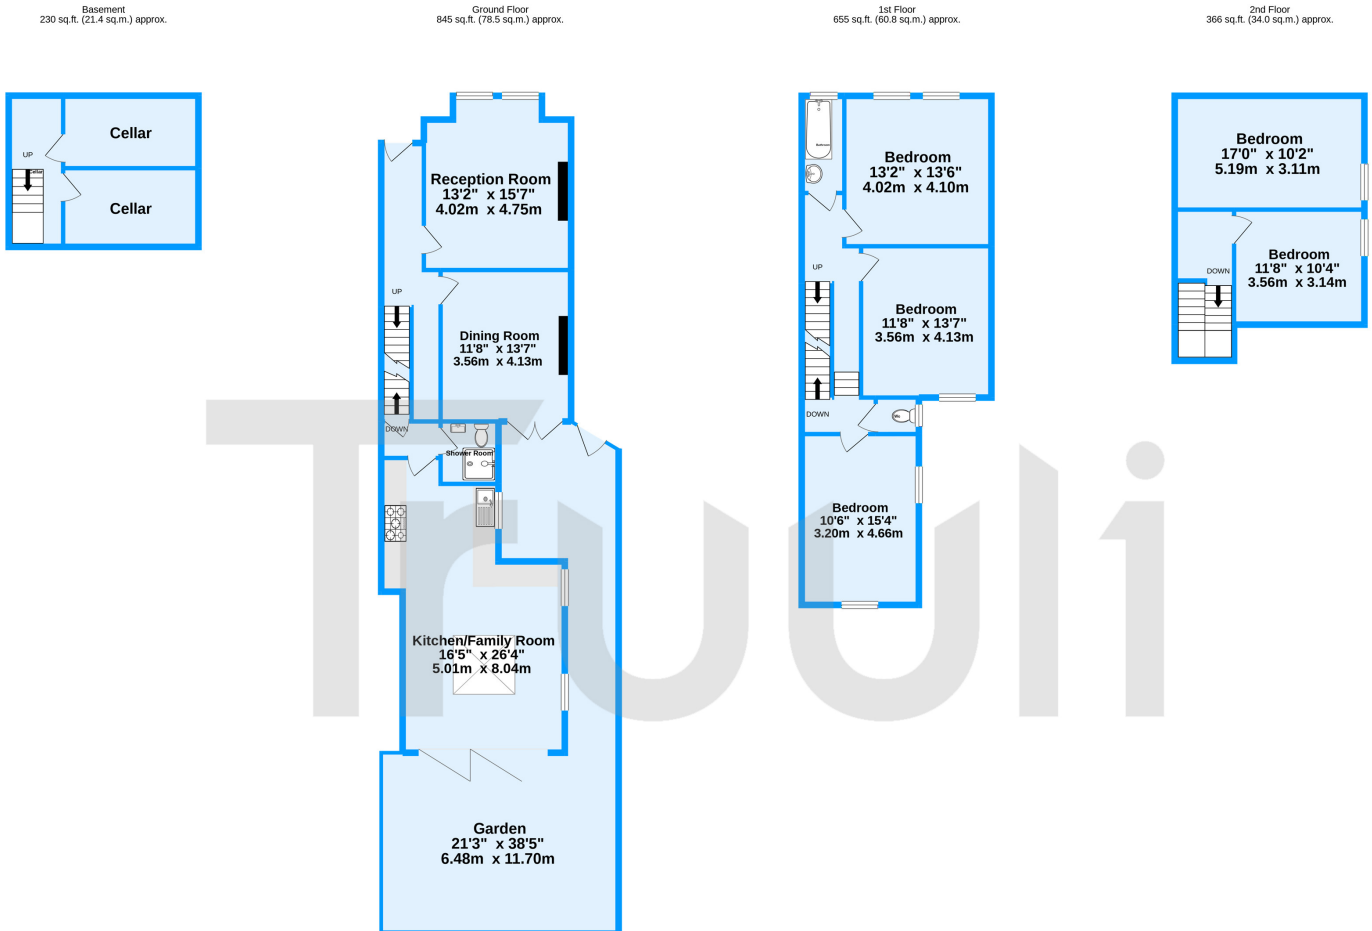 Basement
230 sq.ft. (21.4 sq.m.) approx.
Ground Floor
845 sq.ft. (78.5 sq.m.) approx.
1st Floor
655 sq.ft. (60.8 sq.m.) approx.
2nd Floor
366 sq.ft. (34.0 sq.m.) approx.
Cellar
UP
Cellar
Cellar
Reception Room
13'2" x 15'7"
4.02m x 4.75m
UP
Dining Room
11'8" x 13'7"
3.56m x 4.13m
DOWN
Shower Room
Kitchen/Family Room
16'5" x 26'4"
5.01m x 8.04m
Garden
21'3" x 38'5"
6.48m x 11.70m
Bathroom
Bedroom
13'2" x 13'6"
4.02m x 4.10m
UP
Bedroom
11'8" x 13'7"
3.56m x 4.13m
DOWN
Wc
Bedroom
10'6" x 15'4"
3.20m x 4.66m
Bedroom
17'0" x 10'2"
5.19m x 3.11m
Bedroom
11'8" x 10'4"
3.56m x 3.14m
DOWN
Truuli